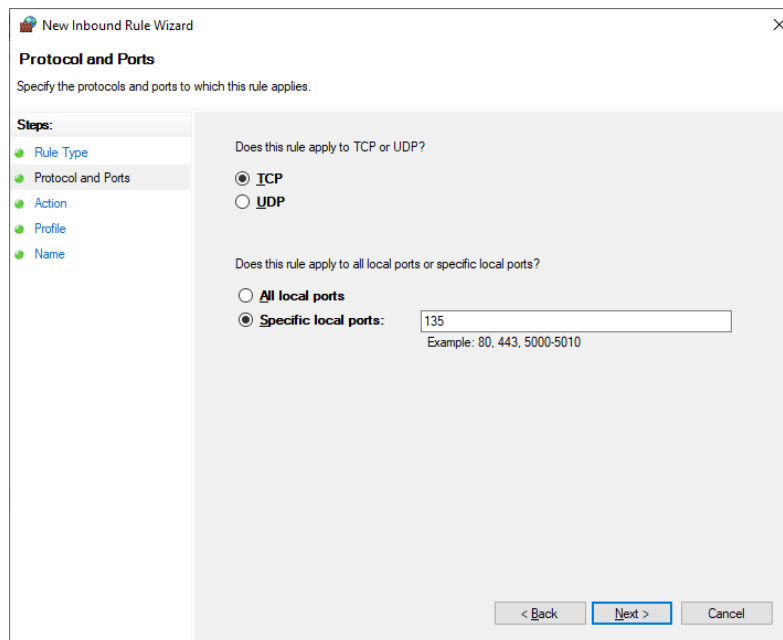 New Inbound Rule Wizard
Protocol and Ports
Specify the protocols and ports to which this rule applies.
Steps:
Rule Type
Protocol and Ports
Action
Profile
Name
Does this rule apply to TCP or UDP?
TCP
UDP
Does this rule apply to all local ports or specific local ports?
All local ports
Specific local ports: 135
Example: 80, 443, 5000-5010
< Back Next > Cancel